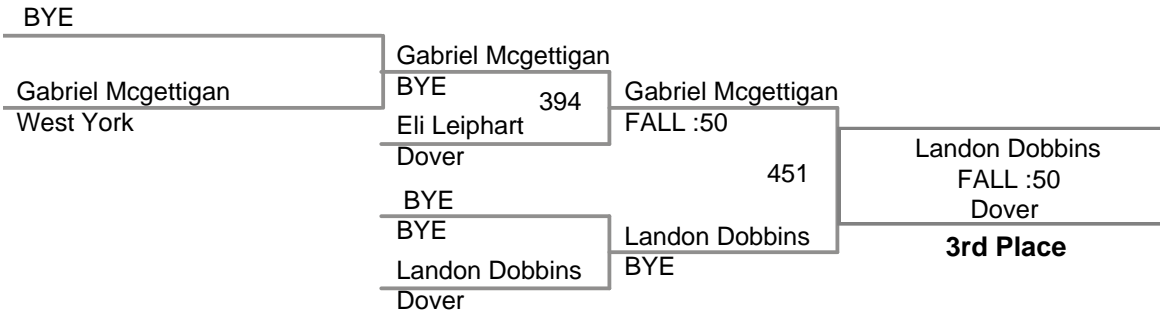 BYE
Gabriel Mcgettigan
West York
Gabriel Mcgettigan
BYE
394
Eli Leiphart
Dover
BYE
BYE
Landon Dobbins
Dover
Gabriel Mcgettigan
FALL :50
451
Landon Dobbins
BYE
Landon Dobbins
FALL :50
Dover
3rd Place